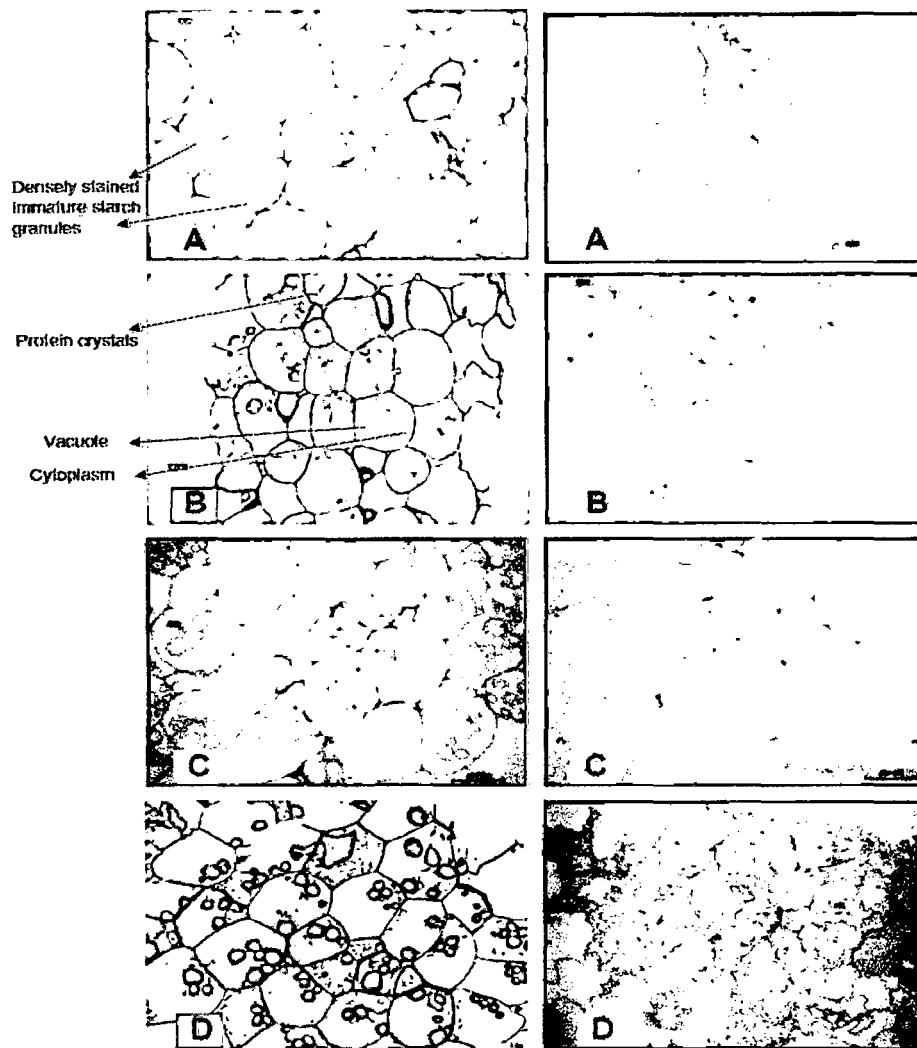 Densely stained
immature starch
granules
A
A
Protein crystals
Vacuole
Cytoplasm
B
B
C
C
D
D